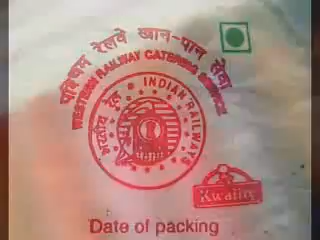 पश्चिम रेलवे खान-पान सेवा
WESTERN RAILWAY CATERING SERVICE
भारतीय रेल
INDIAN RAILWAYS
Kwality
Date of packing